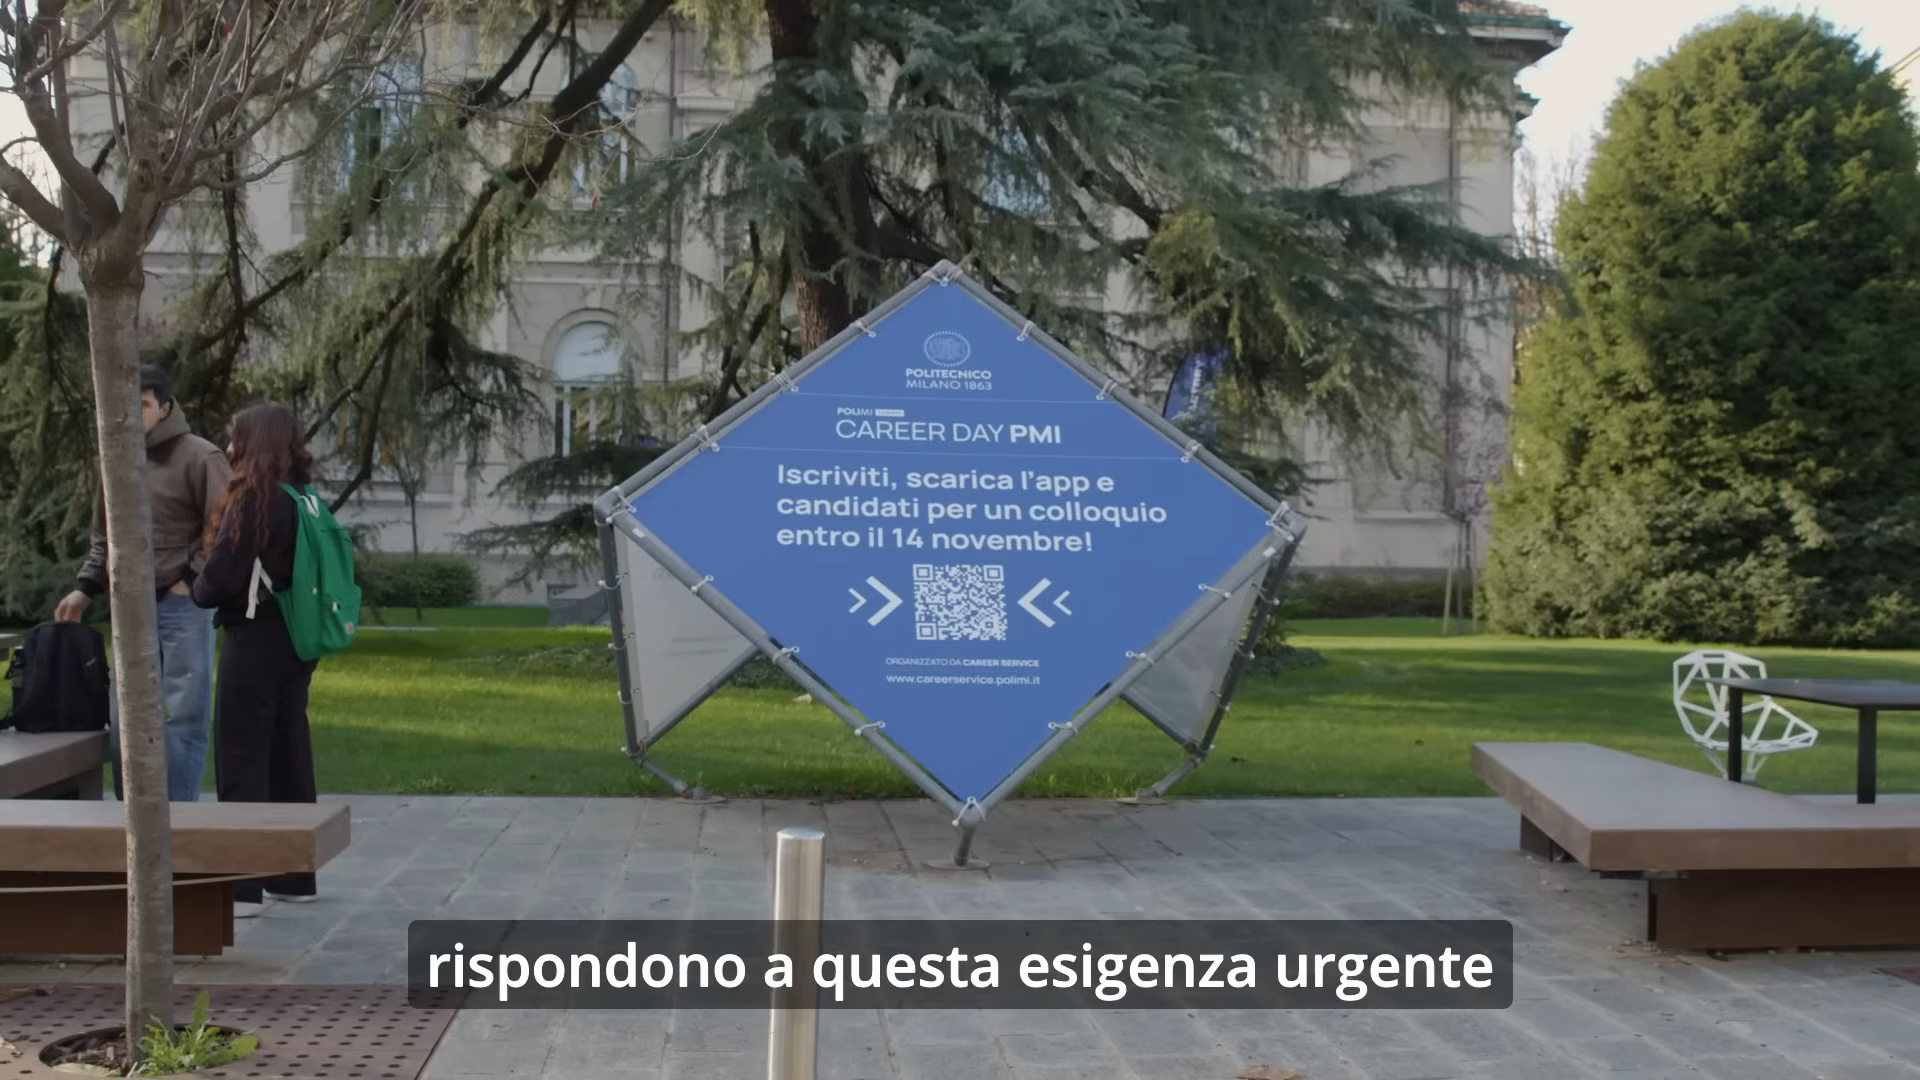 POLITECNICO
MILANO 1863
POLIMI
CAREER DAY PMI
Iscriviti, scarica l'app e
candidati per un colloquio
entro il 14 novembre!
ORGANIZZATO DA CAREER SERVICE
www.careerservice.polimi.it
rispondono a questa esigenza urgente